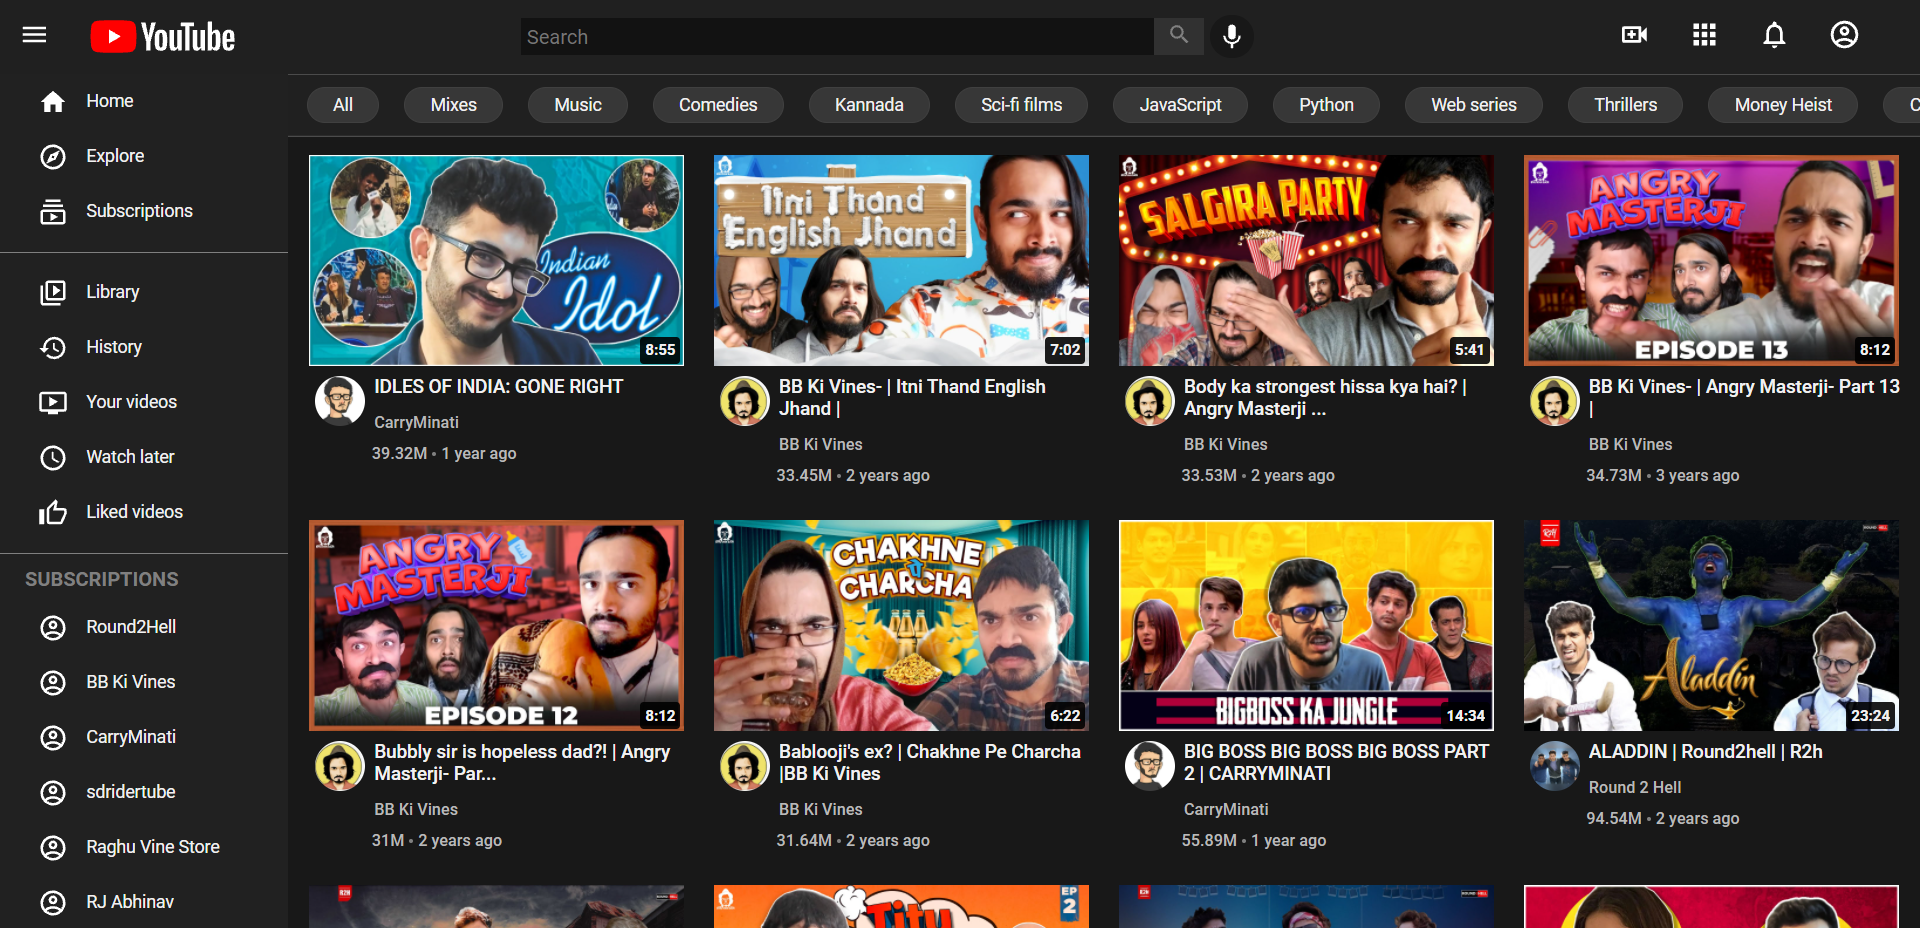 YouTube
Search
Home
Explore
Subscriptions
Library
History
Your videos
Watch later
Liked videos
SUBSCRIPTIONS
Round2Hell
BB Ki Vines
CarryMinati
sdridertube
Raghu Vine Store
RJ Abhinav
All
Mixes
Music
Comedies
Kannada
Sci-fi films
JavaScript
Python
Web series
Thrillers
Money Heist
Indian
Idol
8:55
IDLES OF INDIA: GONE RIGHT
CarryMinati
39.32M • 1 year ago
Itni Thand
English Jhand
7:02
BB Ki Vines- | Itni Thand English
Jhand |
BB Ki Vines
33.45M • 2 years ago
SALGIRA PARTY
5:41
Body ka strongest hissa kya hai? |
Angry Masterji ...
BB Ki Vines
33.53M • 2 years ago
ANGRY
MASTERJI
EPISODE 13
8:12
BB Ki Vines- | Angry Masterji- Part 13
|
BB Ki Vines
34.73M • 3 years ago
ANGRY
MASTERJI
EPISODE 12
8:12
Bubbly sir is hopeless dad?! | Angry
Masterji- Par...
BB Ki Vines
31M • 2 years ago
CHAKHNE
पे
CHARCHA
6:22
Bablooji's ex? | Chakhne Pe Charcha
|BB Ki Vines
BB Ki Vines
31.64M • 2 years ago
BIGBOSS KA JUNGLE
14:34
BIG BOSS BIG BOSS BIG BOSS PART
2 | CARRYMINATI
CarryMinati
55.89M • 1 year ago
Aladdin
23:24
ALADDIN | Round2hell | R2h
Round 2 Hell
94.54M • 2 years ago
R2H
Titu
EP
2
R2H